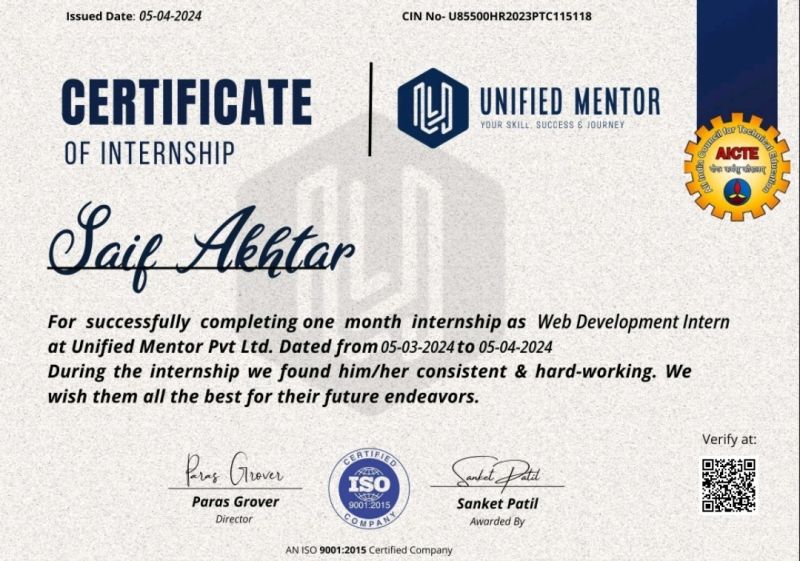 Issued Date: 05-04-2024
CIN No- U85500HR2023PTC115118
CERTIFICATE
OF INTERNSHIP
UNIFIED MENTOR
YOUR SKILL, SUCCESS & JOURNEY
All India Council for Technical Education
AICTE
Saif Akhtar
For successfully completing one month internship as Web Development Intern
at Unified Mentor Pvt Ltd. Dated from 05-03-2024 to 05-04-2024
During the internship we found him/her consistent & hard-working. We
wish them all the best for their future endeavors.
Paras Grover
Paras Grover
Director
CERTIFIED
ISO
9001:2015
COMPANY
Sanket Patil
Sanket Patil
Awarded By
Verify at:
AN ISO 9001:2015 Certified Company